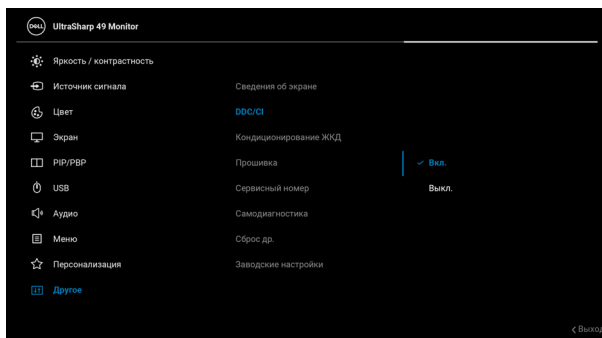 DELL UltraSharp 49 Monitor
Яркость / контрастность
Источник сигнала
Сведения об экране
Цвет
DDC/CI
Экран
Кондиционирование ЖКД
PIP/PBP
Прошивка
Вкл.
USB
Сервисный номер
Выкл.
Аудио
Самодиагностика
Меню
Сброс др.
Персонализация
Заводские настройки
Другое
Выход